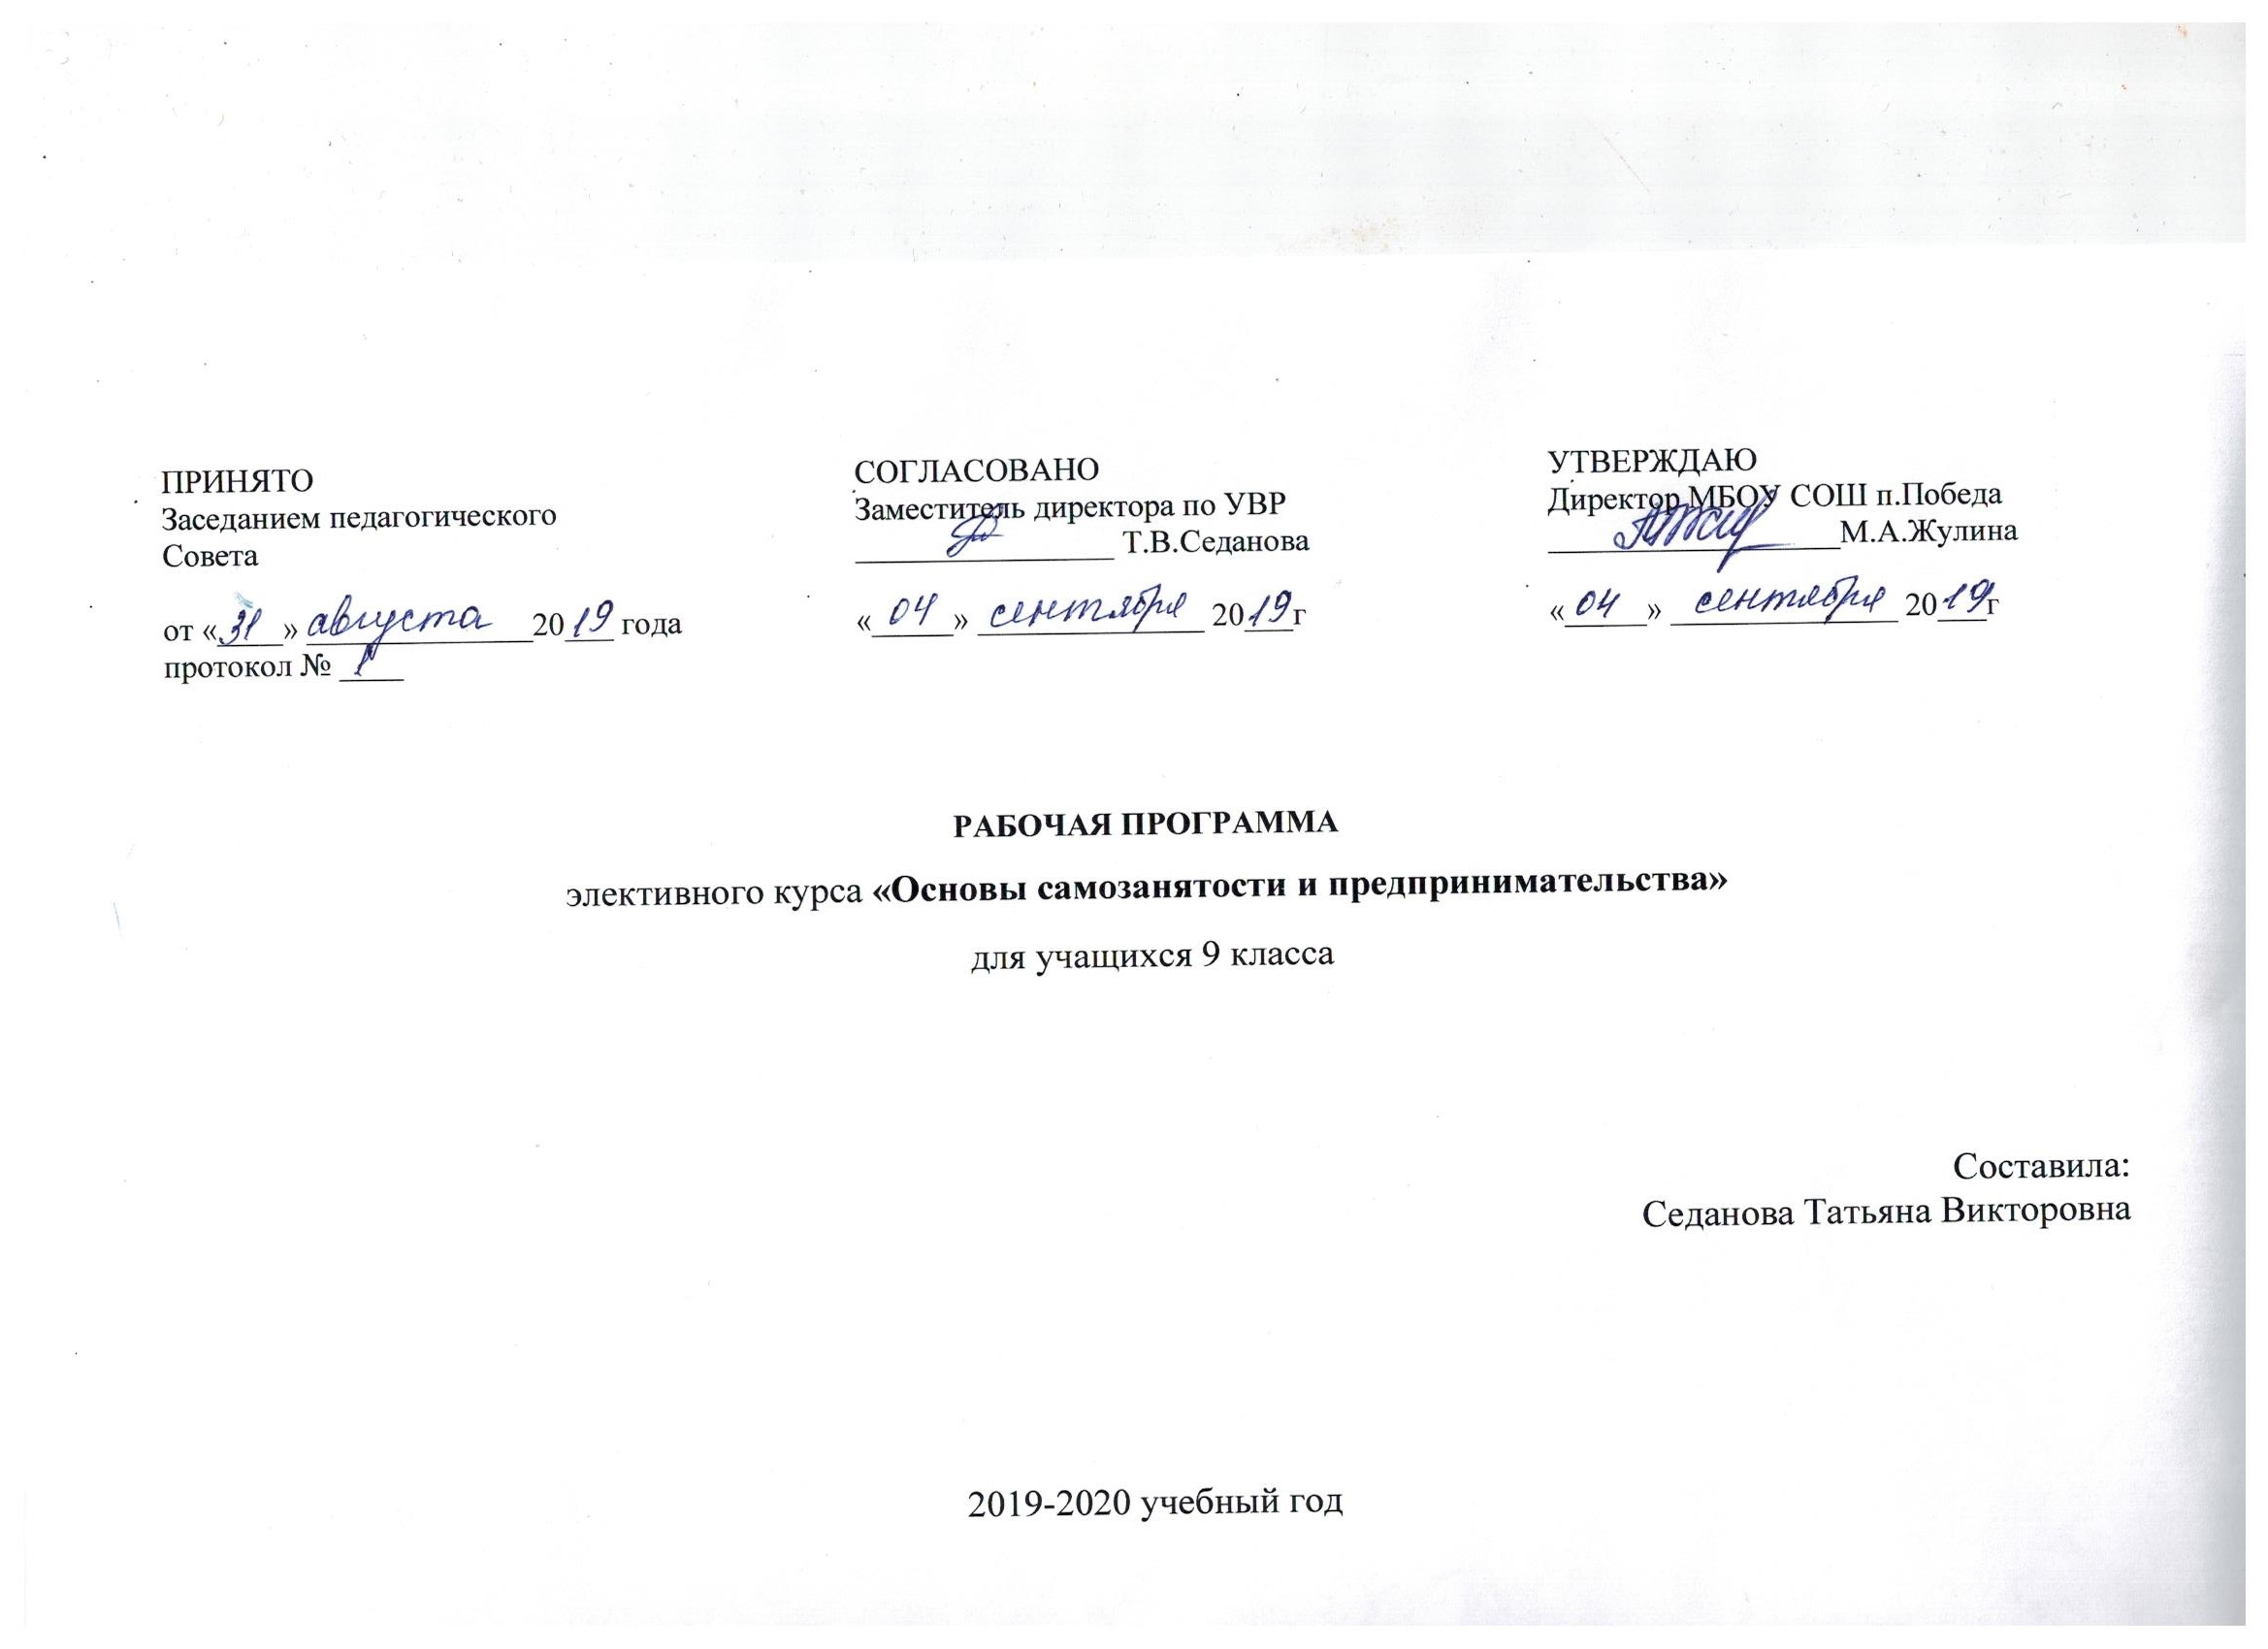 ПРИНЯТО
Заседанием педагогического
Совета
от «31» августа 2019 года
протокол № 1
СОГЛАСОВАНО
Заместитель директора по УВР
Т.В.Седанова
«04» сентября 2019г
УТВЕРЖДАЮ
Директор МБОУ СОШ п.Победа
М.А.Жулина
«04» сентября 2019г
РАБОЧАЯ ПРОГРАММА
элективного курса «Основы самозанятости и предпринимательства»
для учащихся 9 класса
Составила:
Седанова Татьяна Викторовна
2019-2020 учебный год